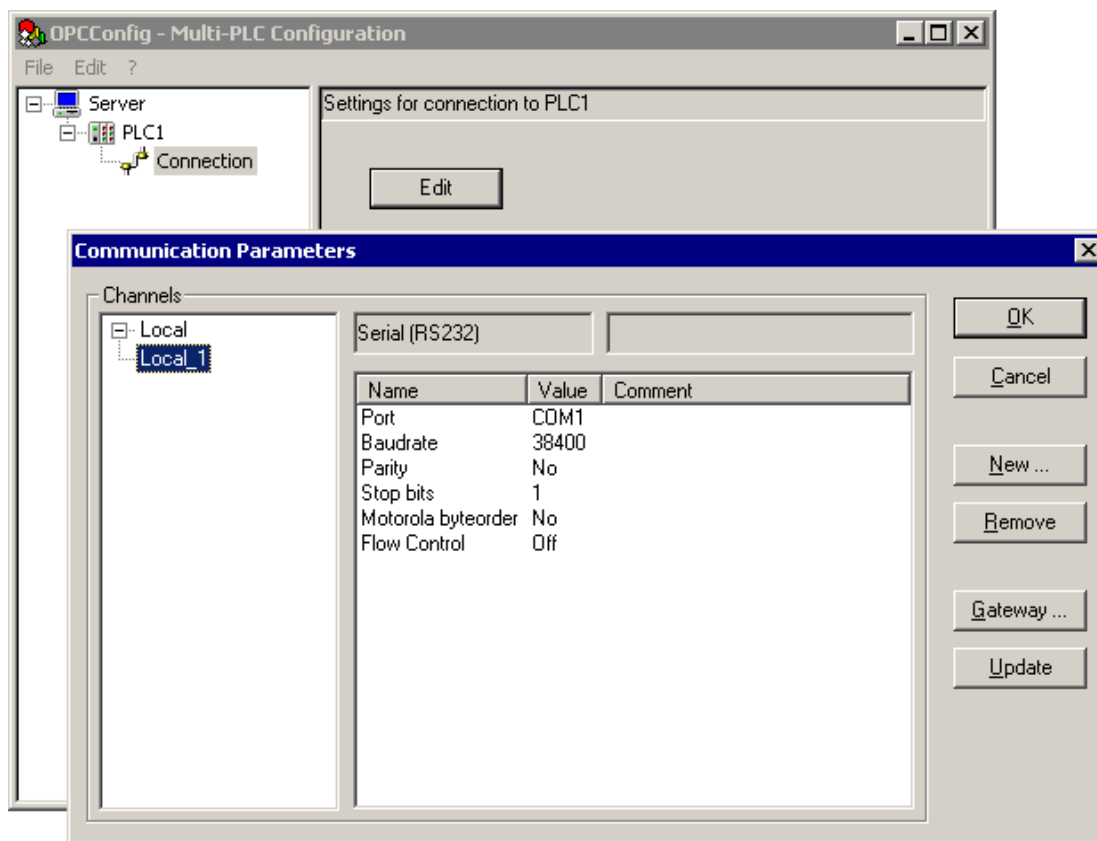 OPCConfig - Multi-PLC Configuration
File Edit ?
Server
PLC1
Connection
Settings for connection to PLC1
Edit
Communication Parameters
Channels
Local
Local_1
Serial (RS232)
Name Value Comment
Port COM1
Baudrate 38400
Parity No
Stop bits 1
Motorola byteorder No
Flow Control Off
OK
Cancel
New ...
Remove
Gateway ...
Update